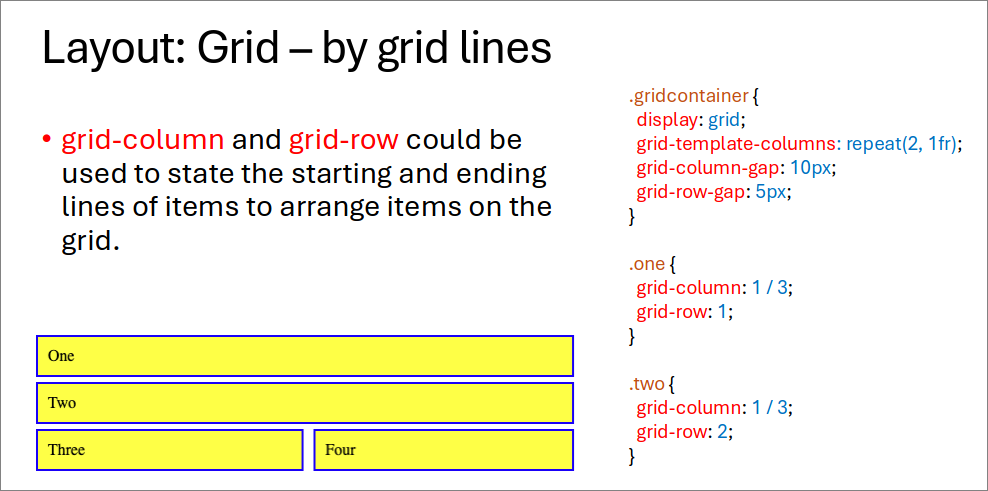 Layout: Grid – by grid lines
• grid-column and grid-row could be
used to state the starting and ending
lines of items to arrange items on the
grid.
One
Two
Three Four
.gridcontainer {
display: grid;
grid-template-columns: repeat(2, 1fr);
grid-column-gap: 10px;
grid-row-gap: 5px;
}
.one {
grid-column: 1 / 3;
grid-row: 1;
}
.two {
grid-column: 1 / 3;
grid-row: 2;
}